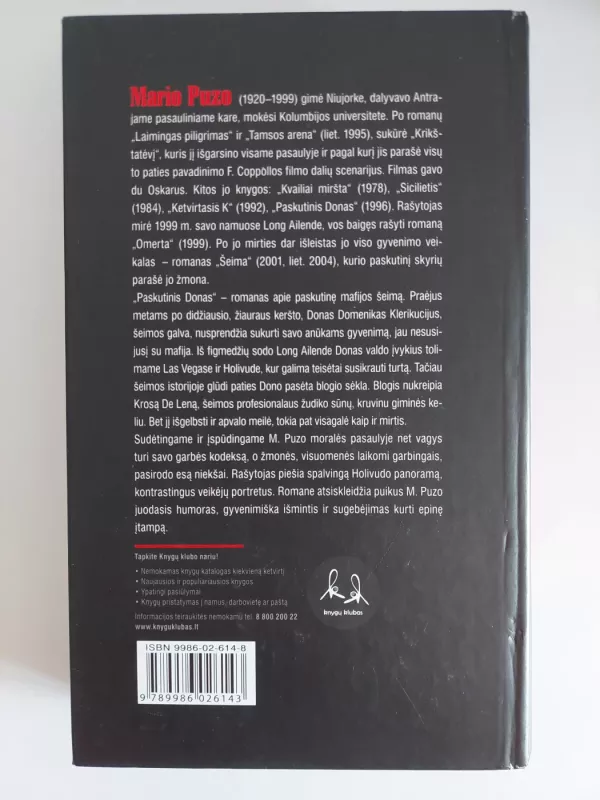 Mario Puzo (1920–1999) gimė Niujorke, dalyvavo Antra-
jame pasauliniame kare, mokėsi Kolumbijos universitete. Po romanų
„Laimingas piligrimas“ ir „Tamsos arena“ (liet. 1995), sukūrė „Krikš-
tatėvį“, kuris jį išgarsino visame pasaulyje ir pagal kurį jis parašė visų
to paties pavadinimo F. Coppollos filmo dalių scenarijus. Filmas gavo
du Oskarus. Kitos jo knygos: „Kvailiai miršta“ (1978), „Sicilietis“
(1984), „Ketvirtasis K“ (1992), „Paskutinis Donas“ (1996). Rašytojas
mirė 1999 m. savo namuose Long Ailende, vos baigęs rašyti romaną
„Omerta“ (1999). Po jo mirties dar išleistas jo viso gyvenimo vei-
kalas – romanas „Šeima“ (2001, liet. 2004), kurio paskutinį skyrių
parašė jo žmona.
„Paskutinis Donas“ – romanas apie paskutinę mafijos šeimą. Praėjus
metams po didžiausio, žiauraus keršto, Donas Domenikas Klerikucijus,
šeimos galva, nusprendžia sukurti savo anūkams gyvenimą, jau nesusi-
jusį su mafija. Iš figmedžių sodo Long Ailende Donas valdo įvykius toli-
mame Las Vegase ir Holivude, kur galima teisėtai susikrauti turtą. Tačiau
šeimos istorijoje glūdi paties Dono pasėta blogio sėkla. Blogis nukreipia
Krosą De Leną, šeimos profesionalaus žudiko sūnų, kruvinu giminės ke-
liu. Bet jį išgelbsti ir apvalo meilė, tokia pat visagalė kaip ir mirtis.
Sudėtingame ir įspūdingame M. Puzo moralės pasaulyje net vagys
turi savo garbės kodeksą, o žmonės, visuomenės laikomi garbingais,
pasirodo esą niekšai. Rašytojas piešia spalvingą Holivudo panoramą,
kontrastingus veikėjų portretus. Romane atsiskleidžia puikus M. Puzo
juodasis humoras, gyvenimiška išmintis ir sugebėjimas kurti epinę
įtampą.
Tapkite Knygų klubo nariu!
• Nemokamas knygų katalogas kiekvieną ketvirtį
• Naujausios ir populiariausios knygos
• Ypatingi pasiūlymai
• Knygų pristatymas į namus, darbovietę ar paštą
Informacijos teiraukitės nemokamu tel. 8 800 200 22
www.knyguklubas.lt
knygų klubas
ISBN 9986-02-614-8
9 789986 026143